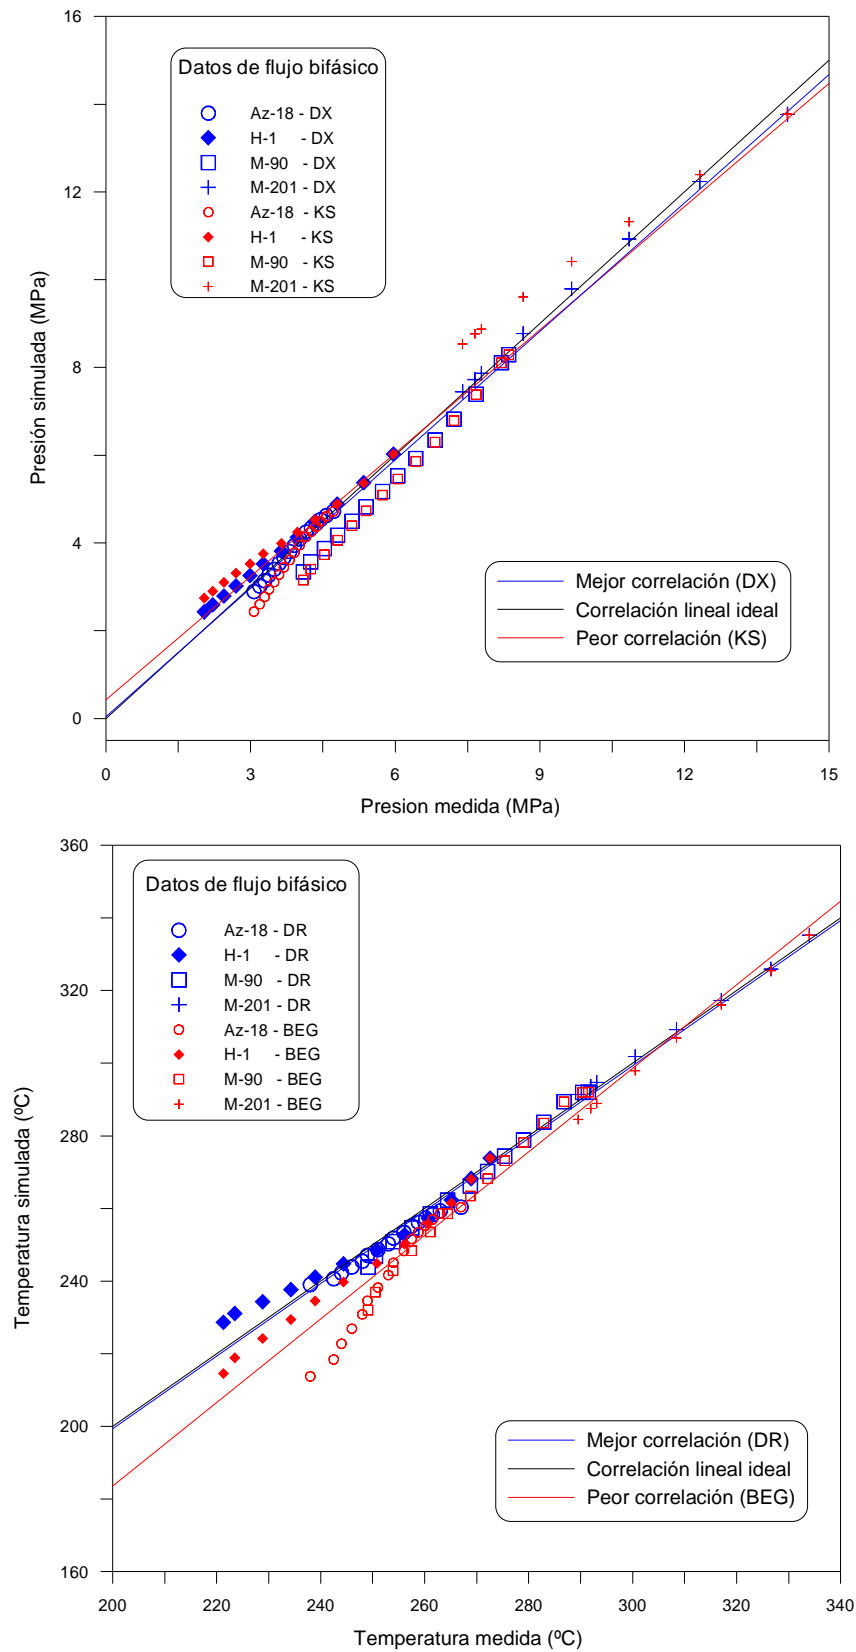 16
Datos de flujo bifásico
Az-18 - DX
H-1 - DX
M-90 - DX
M-201 - DX
Az-18 - KS
H-1 - KS
M-90 - KS
M-201 - KS
12
Presión simulada (MPa)
8
4
Mejor correlación (DX)
Correlación lineal ideal
Peor correlación (KS)
0
0 3 6 9 12 15
Presion medida (MPa)
360
Datos de flujo bifásico
Az-18 - DR
H-1 - DR
M-90 - DR
M-201 - DR
Az-18 - BEG
H-1 - BEG
M-90 - BEG
M-201 - BEG
320
Temperatura simulada (ºC)
280
240
200
Mejor correlación (DR)
Correlación lineal ideal
Peor correlación (BEG)
160
200 220 240 260 280 300 320 340
Temperatura medida (ºC)